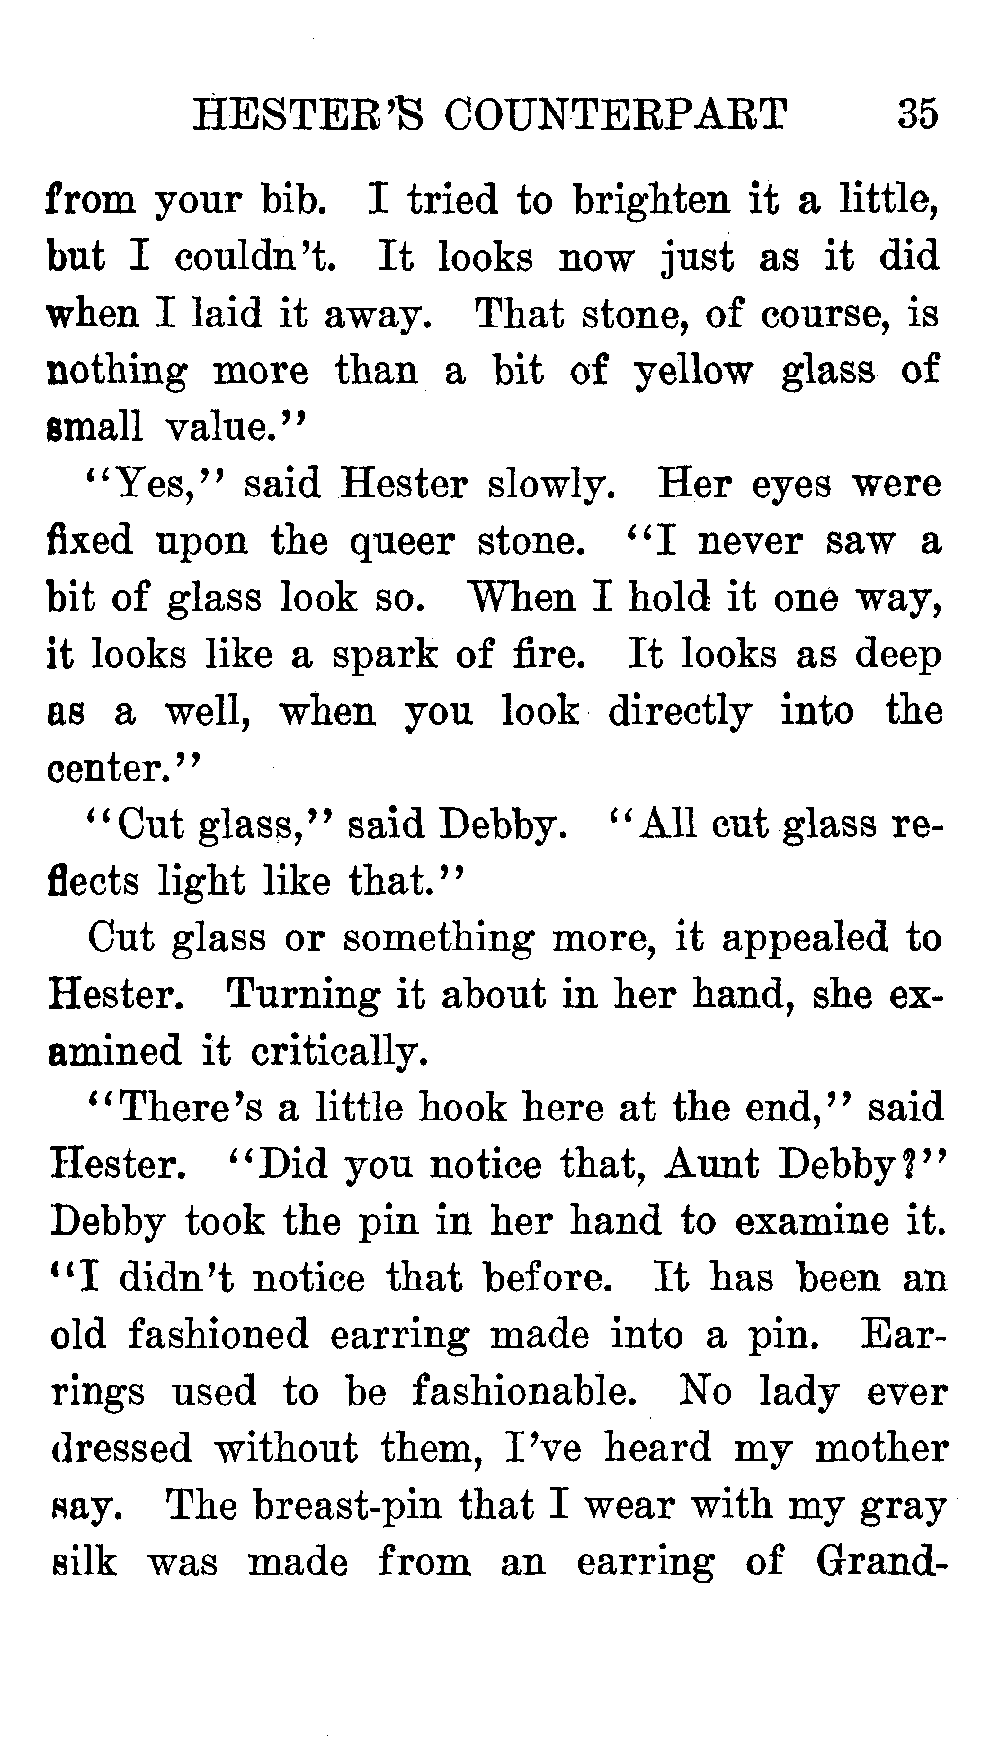 HESTER'S COUNTERPART 35
from your bib. I tried to brighten it a little,
but I couldn't. It looks now just as it did
when I laid it away. That stone, of course, is
nothing more than a bit of yellow glass of
small value."
"Yes," said Hester slowly. Her eyes were
fixed upon the queer stone. "I never saw a
bit of glass look so. When I hold it one way,
it looks like a spark of fire. It looks as deep
as a well, when you look directly into the
center."
"Cut glass," said Debby. "All cut glass re-
flects light like that."
Cut glass or something more, it appealed to
Hester. Turning it about in her hand, she ex-
amined it critically.
"There's a little hook here at the end," said
Hester. "Did you notice that, Aunt Debby?"
Debby took the pin in her hand to examine it.
"I didn't notice that before. It has been an
old fashioned earring made into a pin. Ear-
rings used to be fashionable. No lady ever
dressed without them, I've heard my mother
say. The breast-pin that I wear with my gray
silk was made from an earring of Grand-